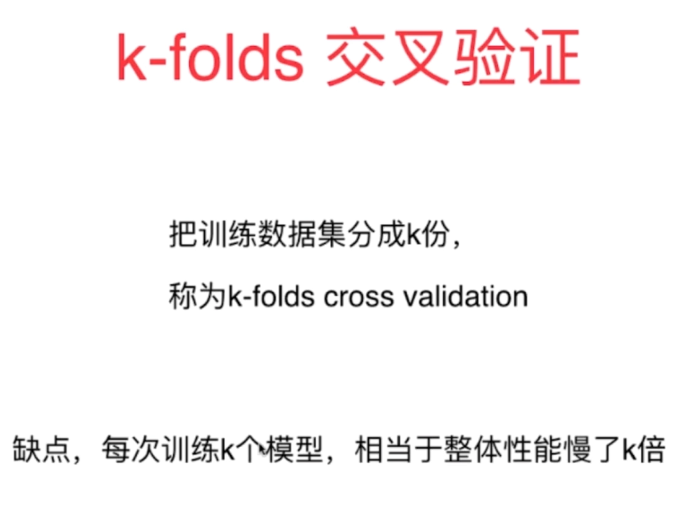 k-folds 交叉验证
把训练数据集分成k份，
称为k-folds cross validation
缺点，每次训练k个模型，相当于整体性能慢了k倍